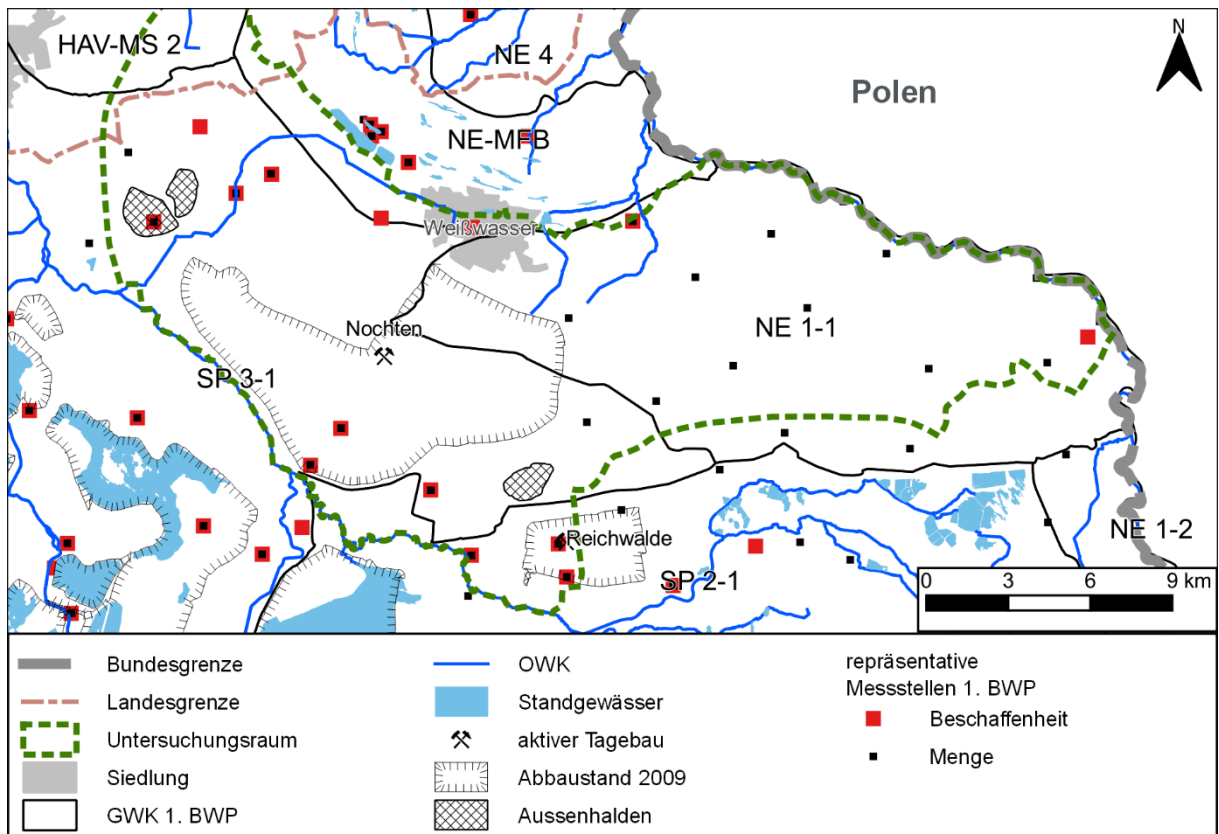 HAV-MS 2
NE 4
N
Polen
NE-MFB
Weißwasser
Nochten
NE 1-1
SP 3-1
Reichwalde
NE 1-2
SP 2-1
0 3 6 9 km
Bundesgrenze
Landesgrenze
Untersuchungsraum
Siedlung
GWK 1. BWP
OWK
Standgewässer
aktiver Tagebau
Abbaustand 2009
Aussenhalden
repräsentative
Messstellen 1. BWP
Beschaffenheit
Menge